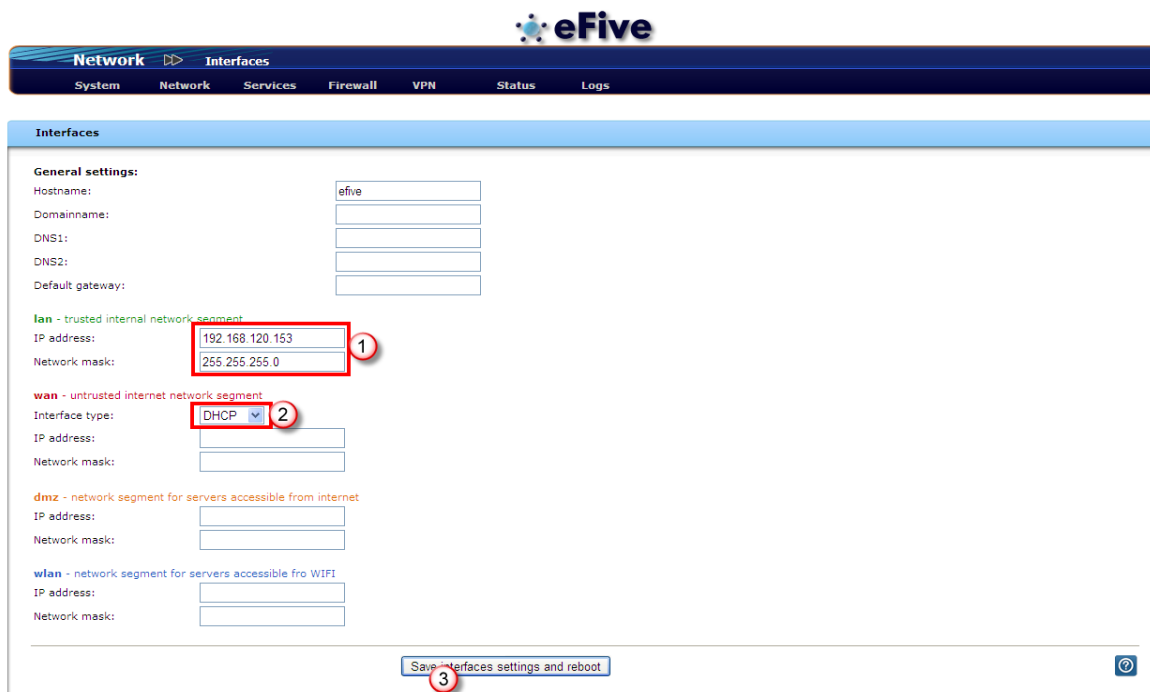 eFive
Network Interfaces
System Network Services Firewall VPN Status Logs
Interfaces
General settings:
Hostname: efive
Domainname:
DNS1:
DNS2:
Default gateway:
lan - trusted internal network segment
IP address: 192.168.120.153
1
Network mask: 255.255.255.0
wan - untrusted internet network segment
Interface type: DHCP 2
IP address:
Network mask:
dmz - network segment for servers accessible from internet
IP address:
Network mask:
wlan - network segment for servers accessible fro WIFI
IP address:
Network mask:
Save interfaces settings and reboot ?
3